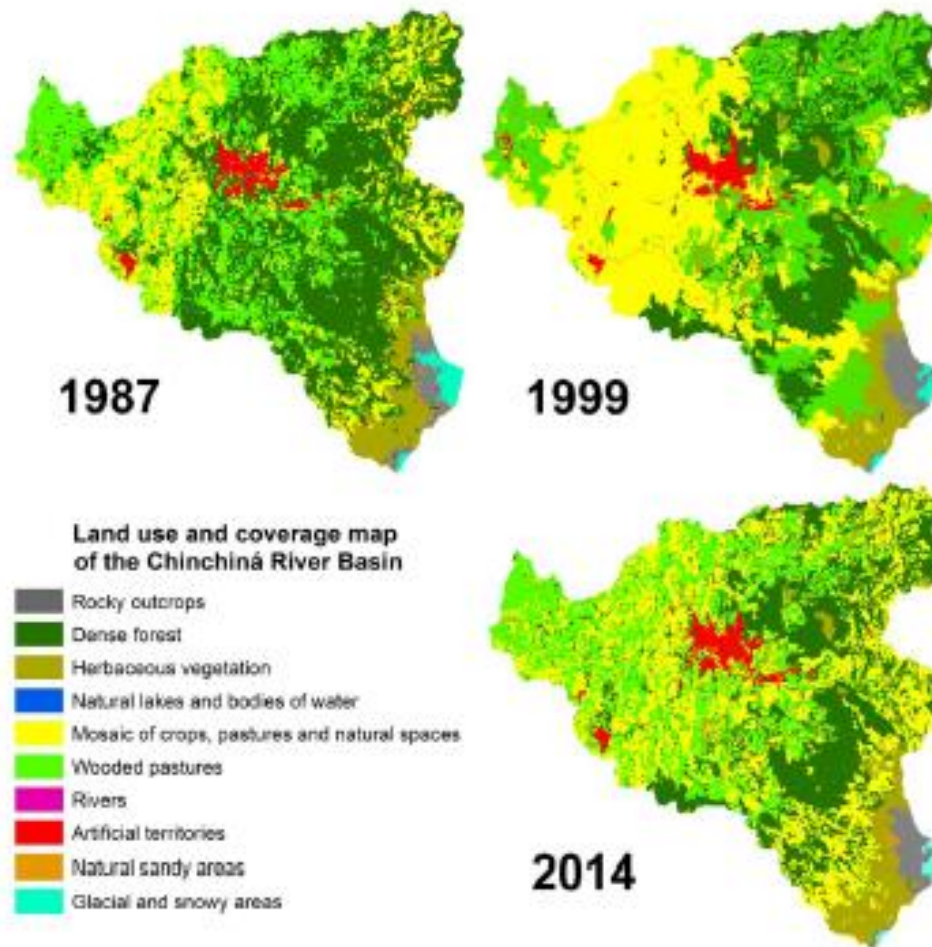 1987
1999
Land use and coverage map
of the Chinchiná River Basin
Rocky outcrops
Dense forest
Herbaceous vegetation
Natural lakes and bodies of water
Mosaic of crops, pastures and natural spaces
Wooded pastures
Rivers
Artificial territories
Natural sandy areas
Glacial and snowy areas
2014